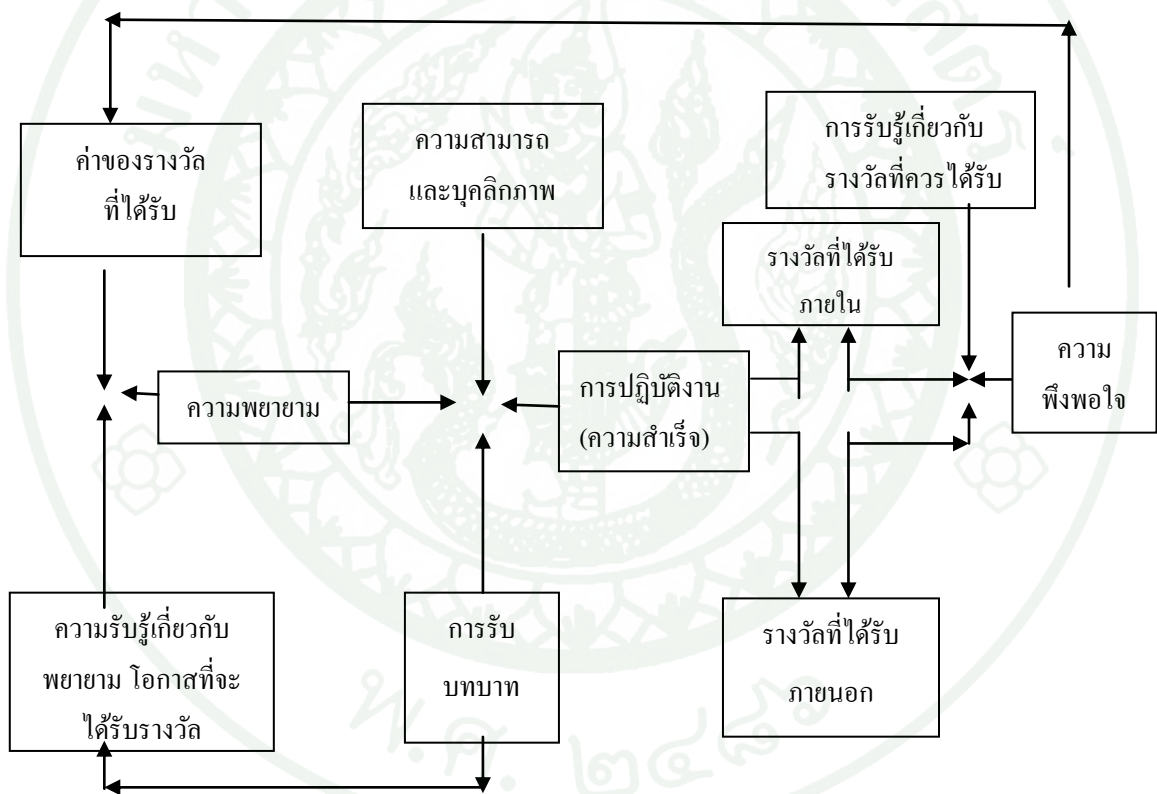 ค่าของรางวัล
ที่ได้รับ
ความสามารถ
และบุคลิกภาพ
การรับรู้เกี่ยวกับ
รางวัลที่ควรได้รับ
รางวัลที่ได้รับ
ภายใน
ความพยายาม
การปฏิบัติงาน
(ความสำเร็จ)
ความ
พึงพอใจ
ความรับรู้เกี่ยวกับ
พยายาม โอกาสที่จะ
ได้รับรางวัล
การรับ
บทบาท
รางวัลที่ได้รับ
ภายนอก
พ.ศ. ๒๔๘๖